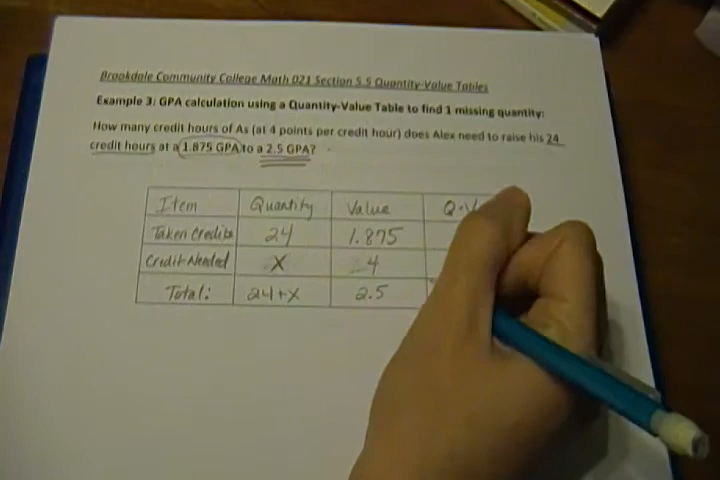 Brookdale Community College Math 021 Section 5.5 Quantity-Value Tables
Example 3: GPA calculation using a Quantity-Value Table to find 1 missing quantity:
How many credit hours of As (at 4 points per credit hour) does Alex need to raise his 24
credit hours at a 1.875 GPA to a 2.5 GPA?
Item Quantity Value Q·V
Taken Credits 24 1.875
Credit Needed X 4
Total: 24+X 2.5